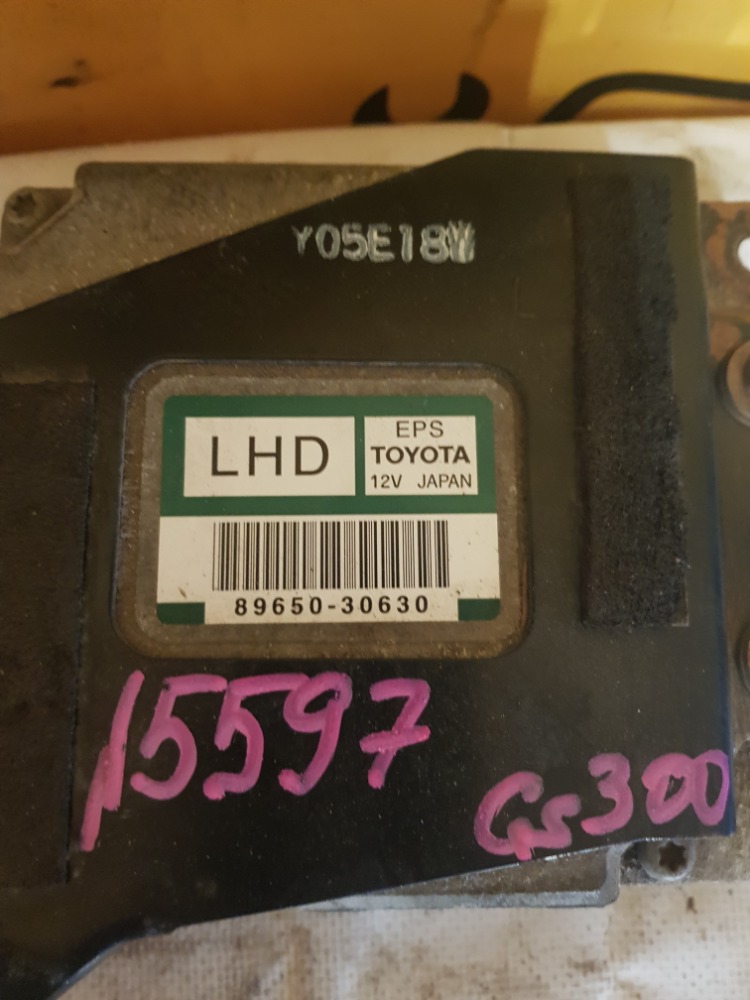 Y05E18
LHD
EPS
TOYOTA
12V JAPAN
89650-30630
15597
Gs300